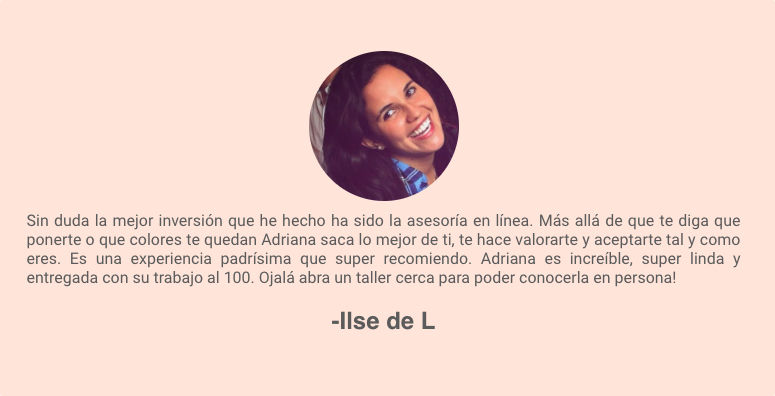 Sin duda la mejor inversión que he hecho ha sido la asesoría en línea. Más allá de que te diga que
ponerte o que colores te quedan Adriana saca lo mejor de ti, te hace valorarte y aceptarte tal y como
eres. Es una experiencia padrísima que super recomiendo. Adriana es increíble, super linda y
entregada con su trabajo al 100. Ojalá abra un taller cerca para poder conocerla en persona!
-Ilse de L